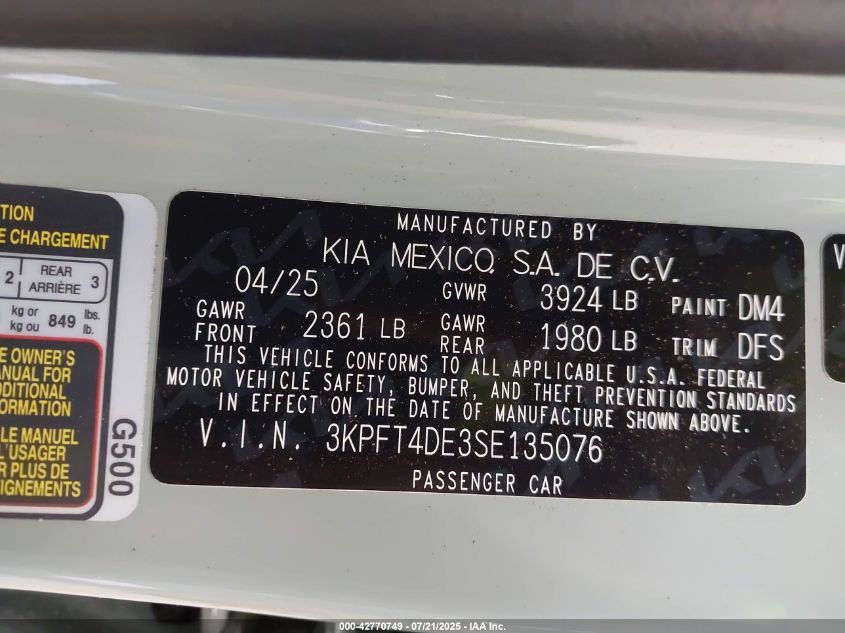 TION
E CHARGEMENT
2 REAR ARRIÈRE 3
kg or kg ou 849 lbs. lb.
E OWNER'S
ANUAL FOR
DDITIONAL
FORMATION
LE MANUEL
L'USAGER
R PLUS DE
EIGNEMENTS
G500
MANUFACTURED BY
KIA MEXICO, S.A. DE C.V.
04/25 GVWR 3924 LB PAINT DM4
GAWR FRONT 2361 LB GAWR REAR 1980 LB TRIM DFS
THIS VEHICLE CONFORMS TO ALL APPLICABLE U.S.A. FEDERAL
MOTOR VEHICLE SAFETY, BUMPER, AND THEFT PREVENTION STANDARDS
IN EFFECT ON THE DATE OF MANUFACTURE SHOWN ABOVE.
V.I.N. 3KPFT4DE3SE135076
PASSENGER CAR
V
000-42770749 - 07/21/2025 - IAA Inc.